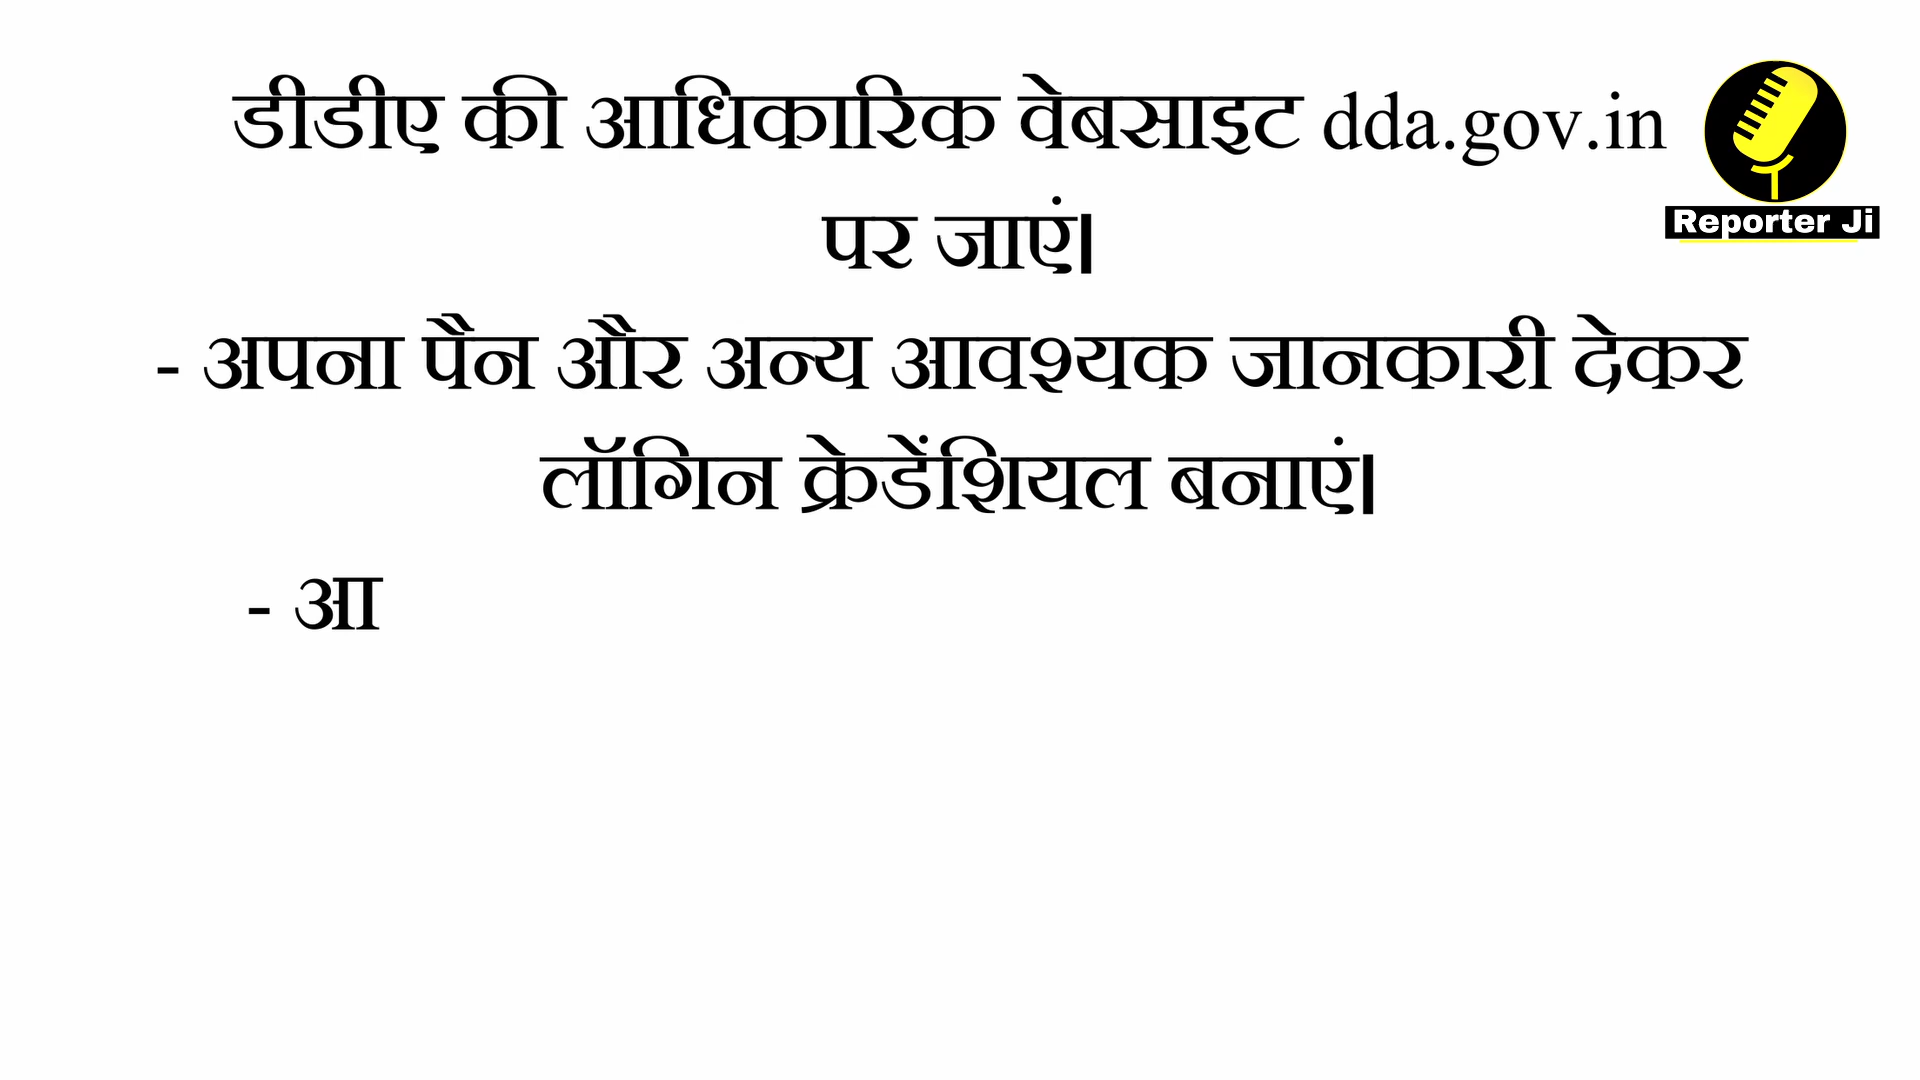 डीडीए की आधिकारिक वेबसाइट dda.gov.in
पर जाएं।
- अपना पैन और अन्य आवश्यक जानकारी देकर
लॉगिन क्रेडेंशियल बनाएं।
- आ
Reporter Ji